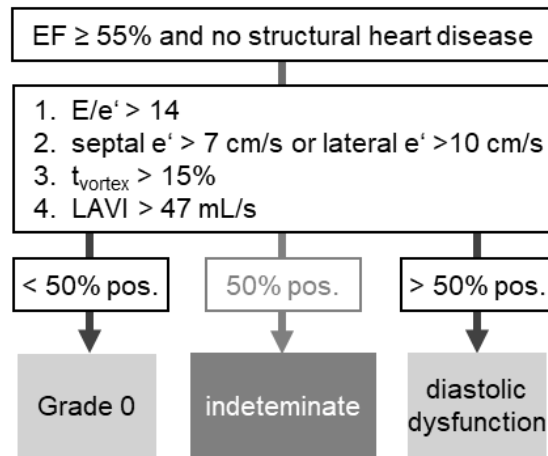 EF ≥ 55% and no structural heart disease
1. E/e‘ > 14
2. septal e‘ > 7 cm/s or lateral e‘ >10 cm/s
3. tvortex > 15%
4. LAVI > 47 mL/s
< 50% pos.
50% pos.
> 50% pos.
Grade 0
indeteminate
diastolic
dysfunction